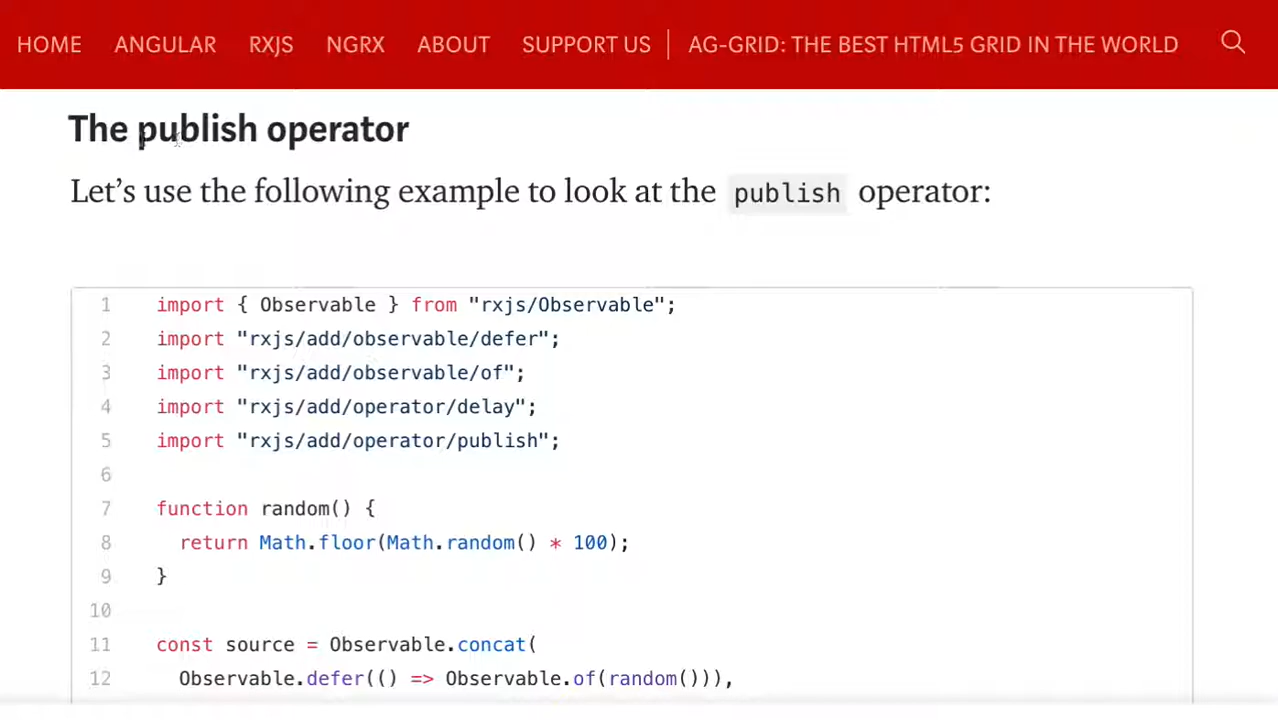 HOME ANGULAR RXJS NGRX ABOUT SUPPORT US AG-GRID: THE BEST HTML5 GRID IN THE WORLD
The publish operator
Let's use the following example to look at the publish operator:
1 import { Observable } from "rxjs/Observable";
2 import "rxjs/add/observable/defer";
3 import "rxjs/add/observable/of";
4 import "rxjs/add/operator/delay";
5 import "rxjs/add/operator/publish";
6
7 function random() {
8   return Math.floor(Math.random() * 100);
9 }
10
11 const source = Observable.concat(
12   Observable.defer(() => Observable.of(random())),